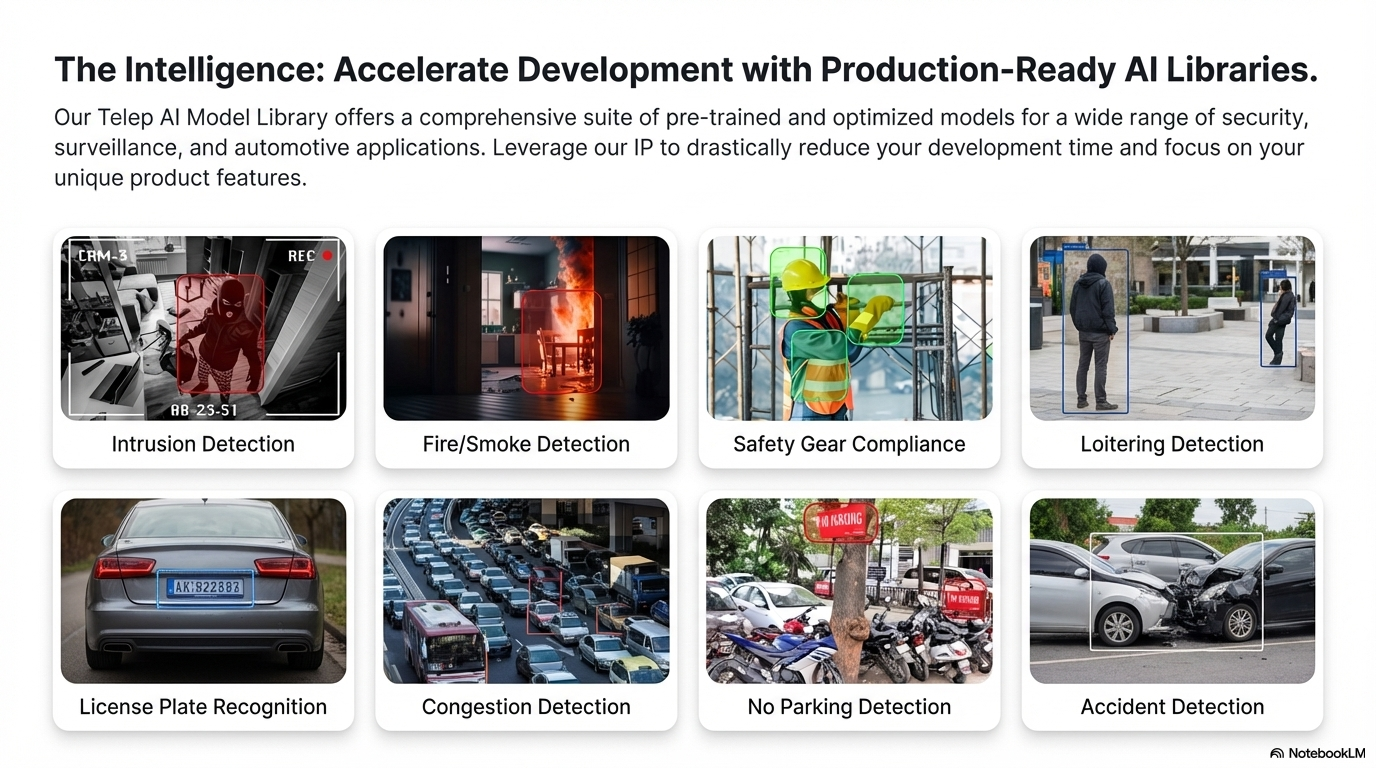 The Intelligence: Accelerate Development with Production-Ready AI Libraries.
Our Telep AI Model Library offers a comprehensive suite of pre-trained and optimized models for a wide range of security,
surveillance, and automotive applications. Leverage our IP to drastically reduce your development time and focus on your
unique product features.
CRM-3
REC
AB 23-51
Intrusion Detection
Fire/Smoke Detection
Safety Gear Compliance
Loitering Detection
License Plate Recognition
Congestion Detection
NO PARKING
No Parking Detection
Accident Detection
NotebookLM